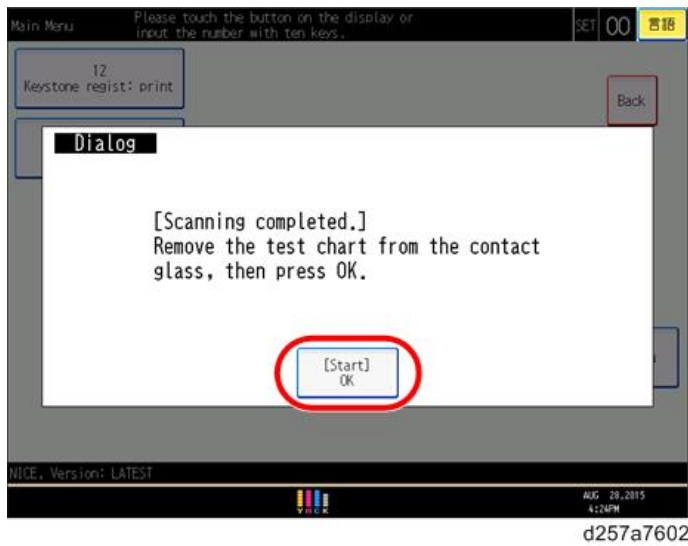 Main Menu
Please touch the button on the display or
input the number with ten keys.
SET 00 言語
12
Keystone regist: print
Back
Dialog
[Scanning completed.]
Remove the test chart from the contact
glass, then press OK.
[Start]
OK
NICE, Version: LATEST
YMCK
AUG 28,2015
4:24PM
d257a7602